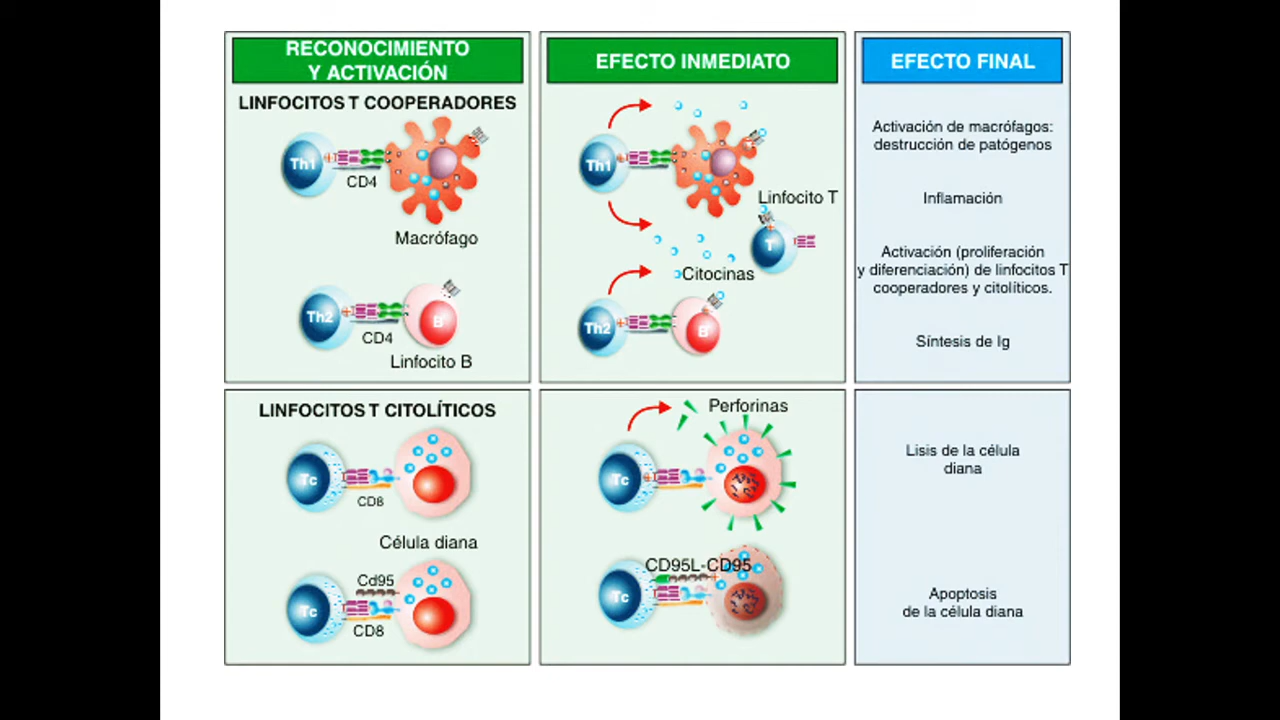 RECONOCIMIENTO
Y ACTIVACIÓN
EFECTO INMEDIATO
EFECTO FINAL
LINFOCITOS T COOPERADORES
Th1
CD4
Macrófago
Th2
CD4
B
Linfocito B
Th1
Linfocito T
T
Citocinas
Th2
B
Activación de macrófagos:
destrucción de patógenos
Inflamación
Activación (proliferación
y diferenciación) de linfocitos T
cooperadores y citolíticos.
Síntesis de Ig
LINFOCITOS T CITOLÍTICOS
Tc
CD8
Célula diana
Cd95
Tc
CD8
Perforinas
Tc
CD95L-CD95
Tc
Lisis de la célula
diana
Apoptosis
de la célula diana